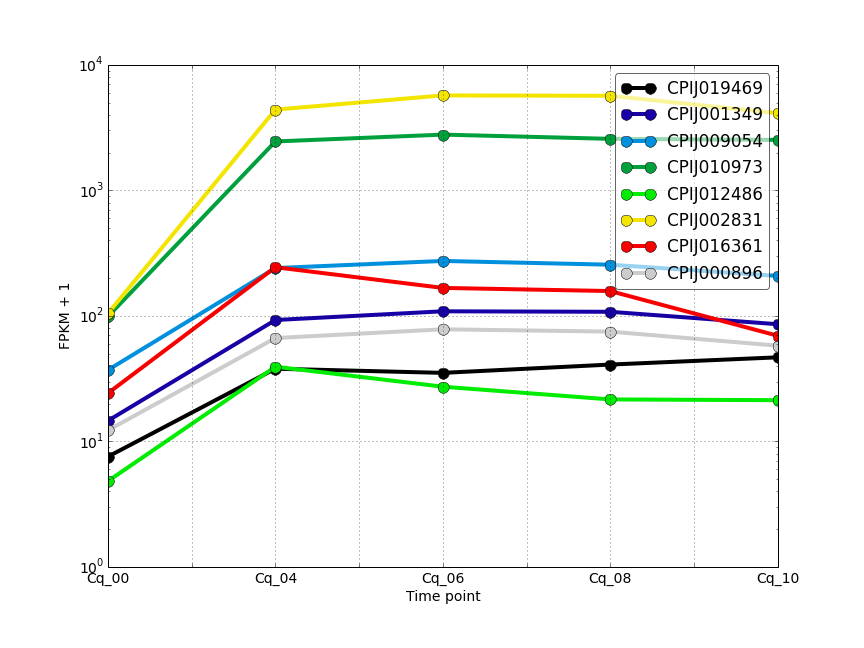 10^4
10^3
10^2
10^1
10^0
FPKM + 1
CPIJ019469
CPIJ001349
CPIJ009054
CPIJ010973
CPIJ012486
CPIJ002831
CPIJ016361
CPIJ000896
Cq_00 Cq_04 Cq_06 Cq_08 Cq_10
Time point